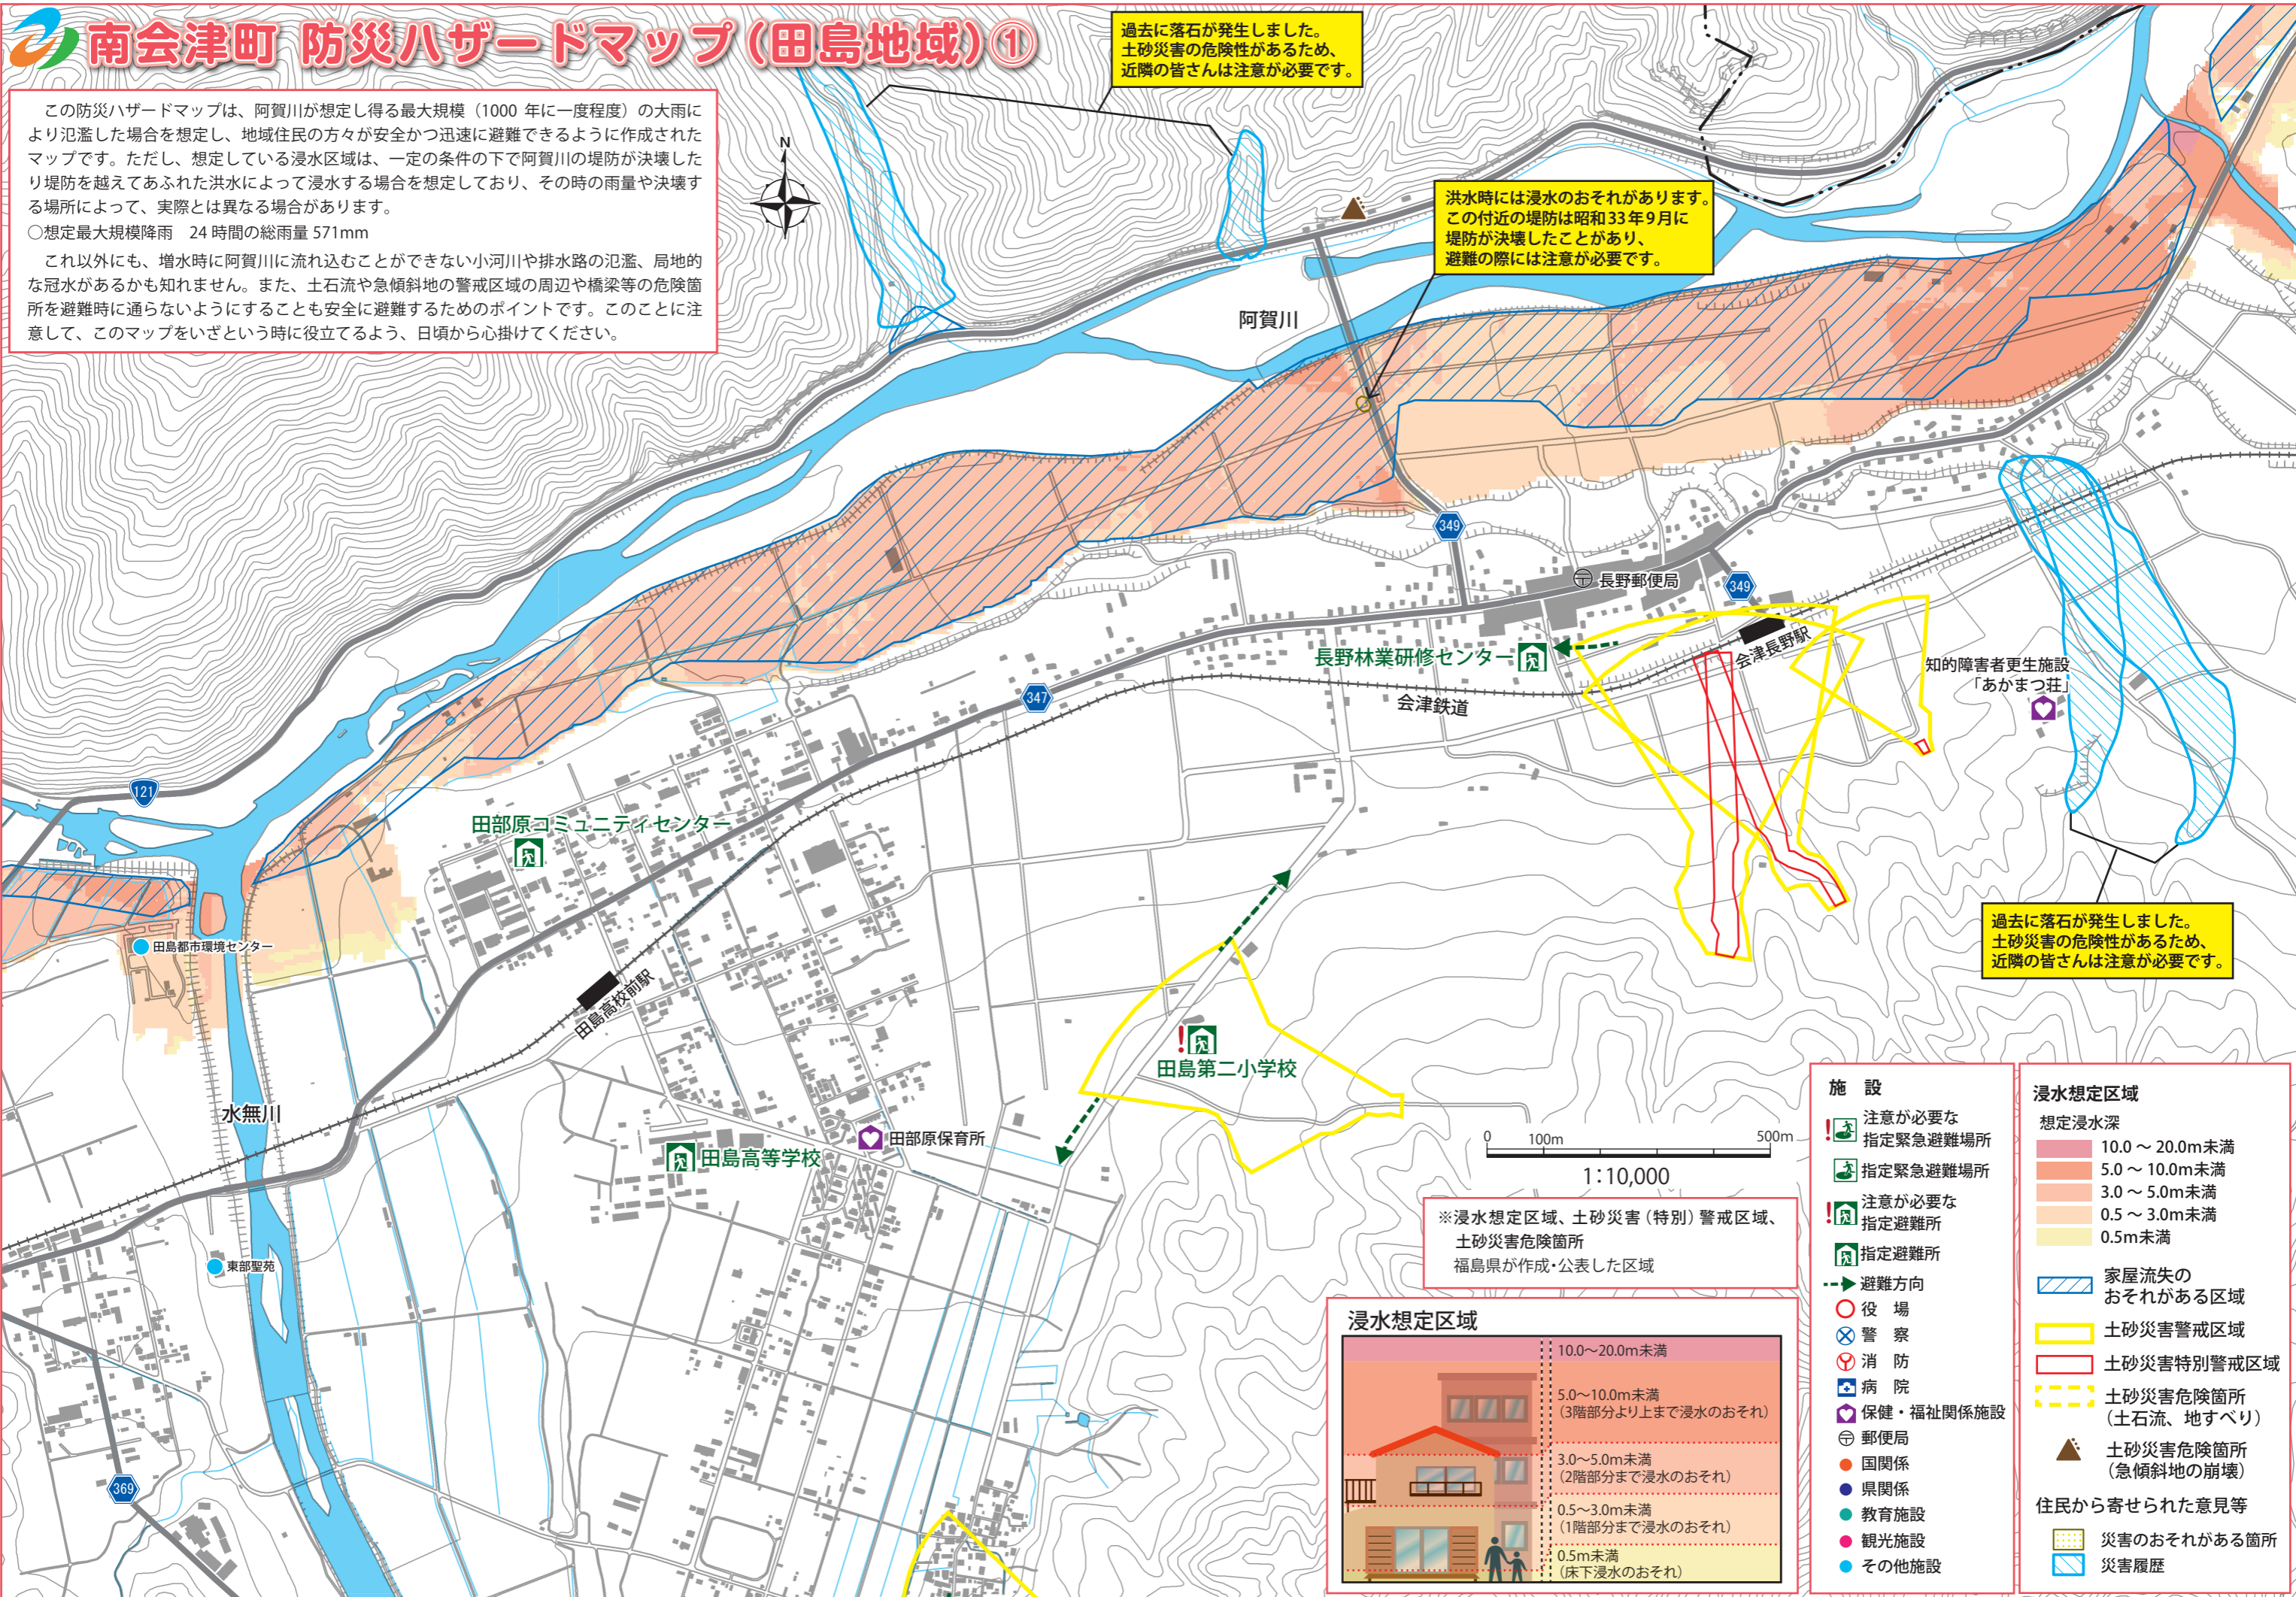 南会津町 防災ハザードマップ(田島地域)①
この防災ハザードマップは、阿賀川が想定し得る最大規模(1000 年に一度程度)の大雨に
より氾濫した場合を想定し、地域住民の方々が安全かつ迅速に避難できるように作成された
マップです。ただし、想定している浸水区域は、一定の条件の下で阿賀川の堤防が決壊した
り堤防を越えてあふれた洪水によって浸水する場合を想定しており、その時の雨量や決壊す
る場所によって、実際とは異なる場合があります。
○想定最大規模降雨 24 時間の総雨量 571mm
これ以外にも、増水時に阿賀川に流れ込むことができない小河川や排水路の氾濫、局地的
な冠水があるかも知れません。また、土石流や急傾斜地の警戒区域の周辺や橋梁等の危険箇
所を避難時に通らないようにすることも安全に避難するためのポイントです。このことに注
意して、このマップをいざという時に役立てるよう、日頃から心掛けてください。
過去に落石が発生しました。
土砂災害の危険性があるため、
近隣の皆さんは注意が必要です。
N
洪水時には浸水のおそれがあります。
この付近の堤防は昭和33年9月に
堤防が決壊したことがあり、
避難の際には注意が必要です。
阿賀川
349
長野郵便局
349
長野林業研修センター
会津長野駅
知的障害者更生施設
「あかまつ荘」
347
会津鉄道
121
田部原コミュニティセンター
田島都市環境センター
過去に落石が発生しました。
土砂災害の危険性があるため、
近隣の皆さんは注意が必要です。
田島高校前駅
!
田島第二小学校
水無川
田部原保育所
田島高等学校
東部聖苑
369
0 100m 500m
1:10,000
※浸水想定区域、土砂災害(特別)警戒区域、
土砂災害危険箇所
福島県が作成・公表した区域
浸水想定区域
10.0~20.0m未満
5.0~10.0m未満
(3階部分より上まで浸水のおそれ)
3.0~5.0m未満
(2階部分まで浸水のおそれ)
0.5~3.0m未満
(1階部分まで浸水のおそれ)
0.5m未満
(床下浸水のおそれ)
施 設
! 注意が必要な
指定緊急避難場所
指定緊急避難場所
! 注意が必要な
指定避難所
指定避難所
避難方向
役 場
警 察
消 防
病 院
保健・福祉関係施設
郵便局
国関係
県関係
教育施設
観光施設
その他施設
浸水想定区域
想定浸水深
10.0 ~ 20.0m未満
5.0 ~ 10.0m未満
3.0 ~ 5.0m未満
0.5 ~ 3.0m未満
0.5m未満
家屋流失の
おそれがある区域
土砂災害警戒区域
土砂災害特別警戒区域
土砂災害危険箇所
(土石流、地すべり)
土砂災害危険箇所
(急傾斜地の崩壊)
住民から寄せられた意見等
災害のおそれがある箇所
災害履歴